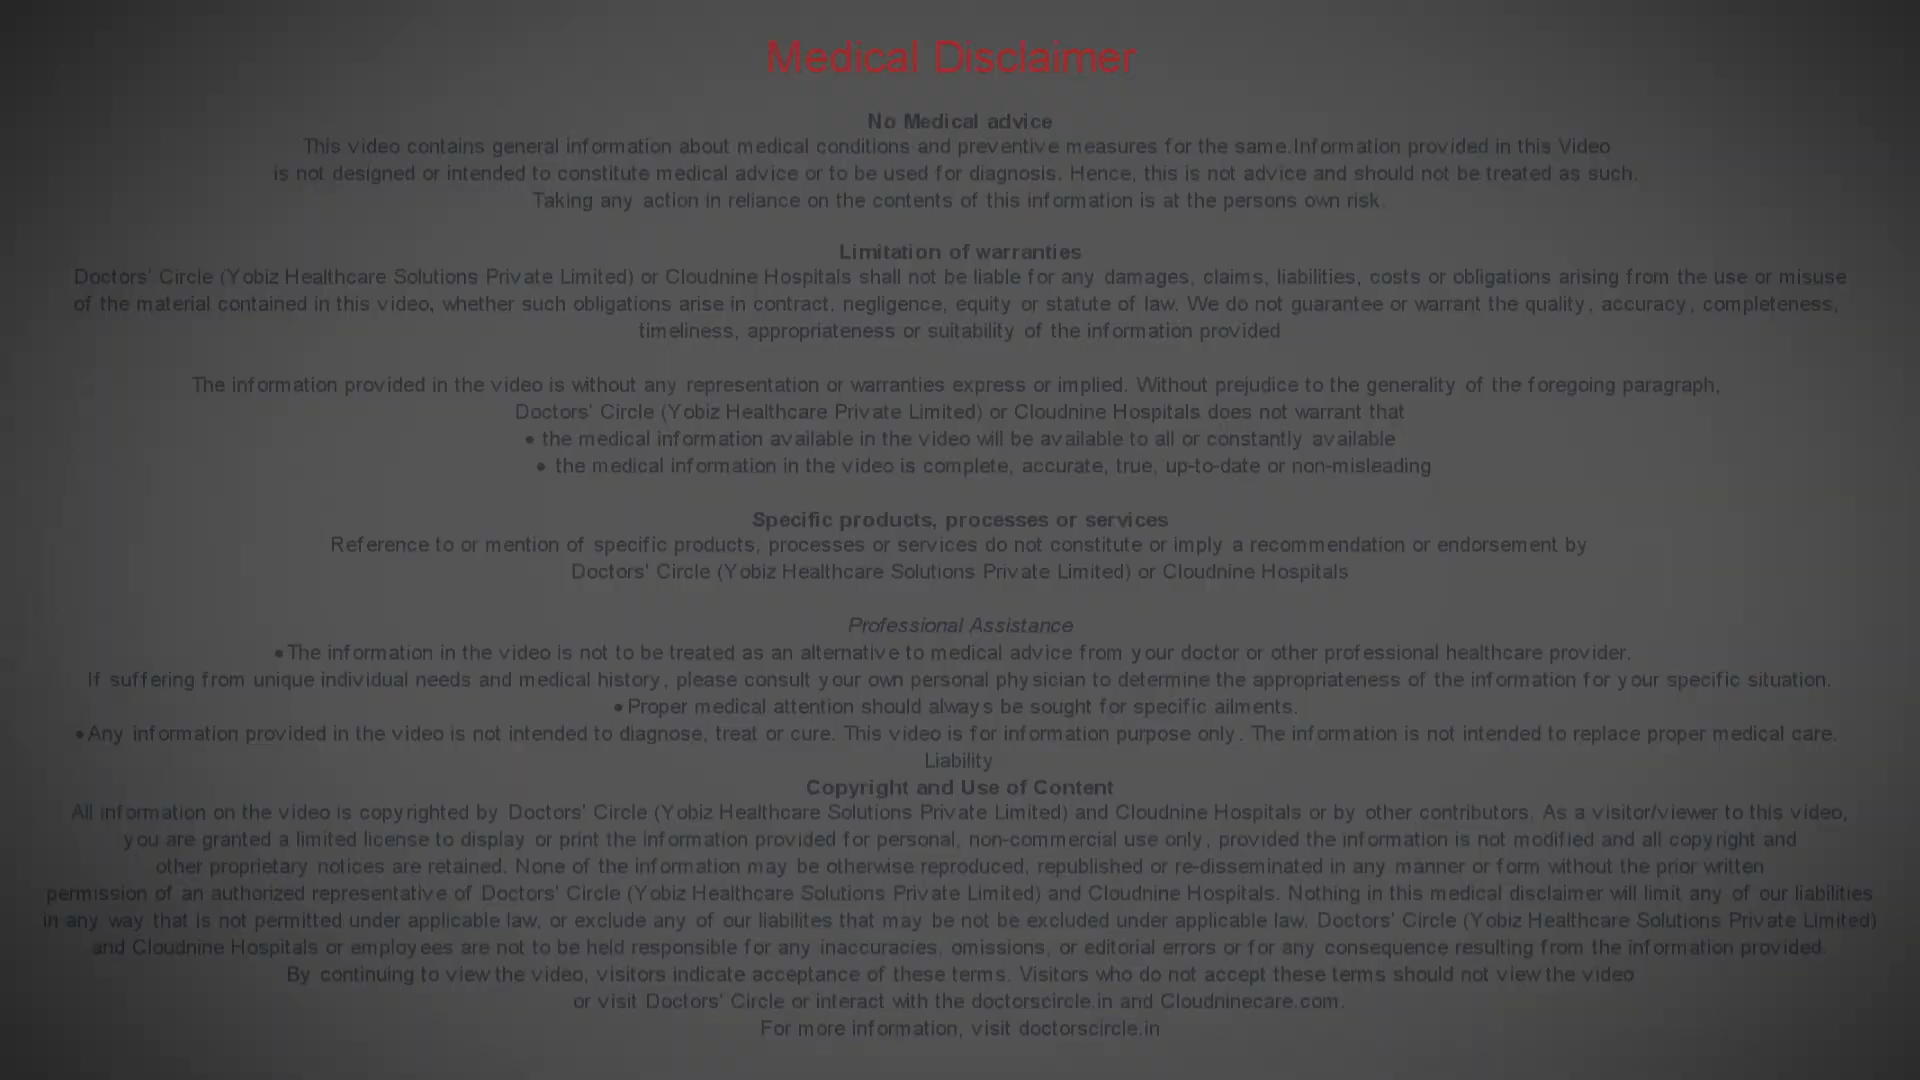 Medical Disclaimer
No Medical advice
This video contains general information about medical conditions and preventive measures for the same.Information provided in this Video
is not designed or intended to constitute medical advice or to be used for diagnosis. Hence, this is not advice and should not be treated as such.
Taking any action in reliance on the contents of this information is at the persons own risk.
Limitation of warranties
Doctors' Circle (Yobiz Healthcare Solutions Private Limited) or Cloudnine Hospitals shall not be liable for any damages, claims, liabilities, costs or obligations arising from the use or misuse
of the material contained in this video, whether such obligations arise in contract, negligence, equity or statute of law. We do not guarantee or warrant the quality, accuracy, completeness,
timeliness, appropriateness or suitability of the information provided
The information provided in the video is without any representation or warranties express or implied. Without prejudice to the generality of the foregoing paragraph,
Doctors' Circle (Yobiz Healthcare Private Limited) or Cloudnine Hospitals does not warrant that
• the medical information available in the video will be available to all or constantly available
• the medical information in the video is complete, accurate, true, up-to-date or non-misleading
Specific products, processes or services
Reference to or mention of specific products, processes or services do not constitute or imply a recommendation or endorsement by
Doctors' Circle (Yobiz Healthcare Solutions Private Limited) or Cloudnine Hospitals
Professional Assistance
•The information in the video is not to be treated as an alternative to medical advice from your doctor or other professional healthcare provider.
If suffering from unique individual needs and medical history, please consult your own personal physician to determine the appropriateness of the information for your specific situation.
•Proper medical attention should always be sought for specific ailments.
•Any information provided in the video is not intended to diagnose, treat or cure. This video is for information purpose only. The information is not intended to replace proper medical care.
Liability
Copyright and Use of Content
All information on the video is copyrighted by Doctors' Circle (Yobiz Healthcare Solutions Private Limited) and Cloudnine Hospitals or by other contributors. As a visitor/viewer to this video,
you are granted a limited license to display or print the information provided for personal, non-commercial use only, provided the information is not modified and all copyright and
other proprietary notices are retained. None of the information may be otherwise reproduced, republished or re-disseminated in any manner or form without the prior written
permission of an authorized representative of Doctors' Circle (Yobiz Healthcare Solutions Private Limited) and Cloudnine Hospitals. Nothing in this medical disclaimer will limit any of our liabilities
in any way that is not permitted under applicable law, or exclude any of our liabilites that may be not be excluded under applicable law. Doctors' Circle (Yobiz Healthcare Solutions Private Limited)
and Cloudnine Hospitals or employees are not to be held responsible for any inaccuracies, omissions, or editorial errors or for any consequence resulting from the information provided.
By continuing to view the video, visitors indicate acceptance of these terms. Visitors who do not accept these terms should not view the video
or visit Doctors' Circle or interact with the doctorscircle.in and Cloudninecare.com.
For more information, visit doctorscircle.in